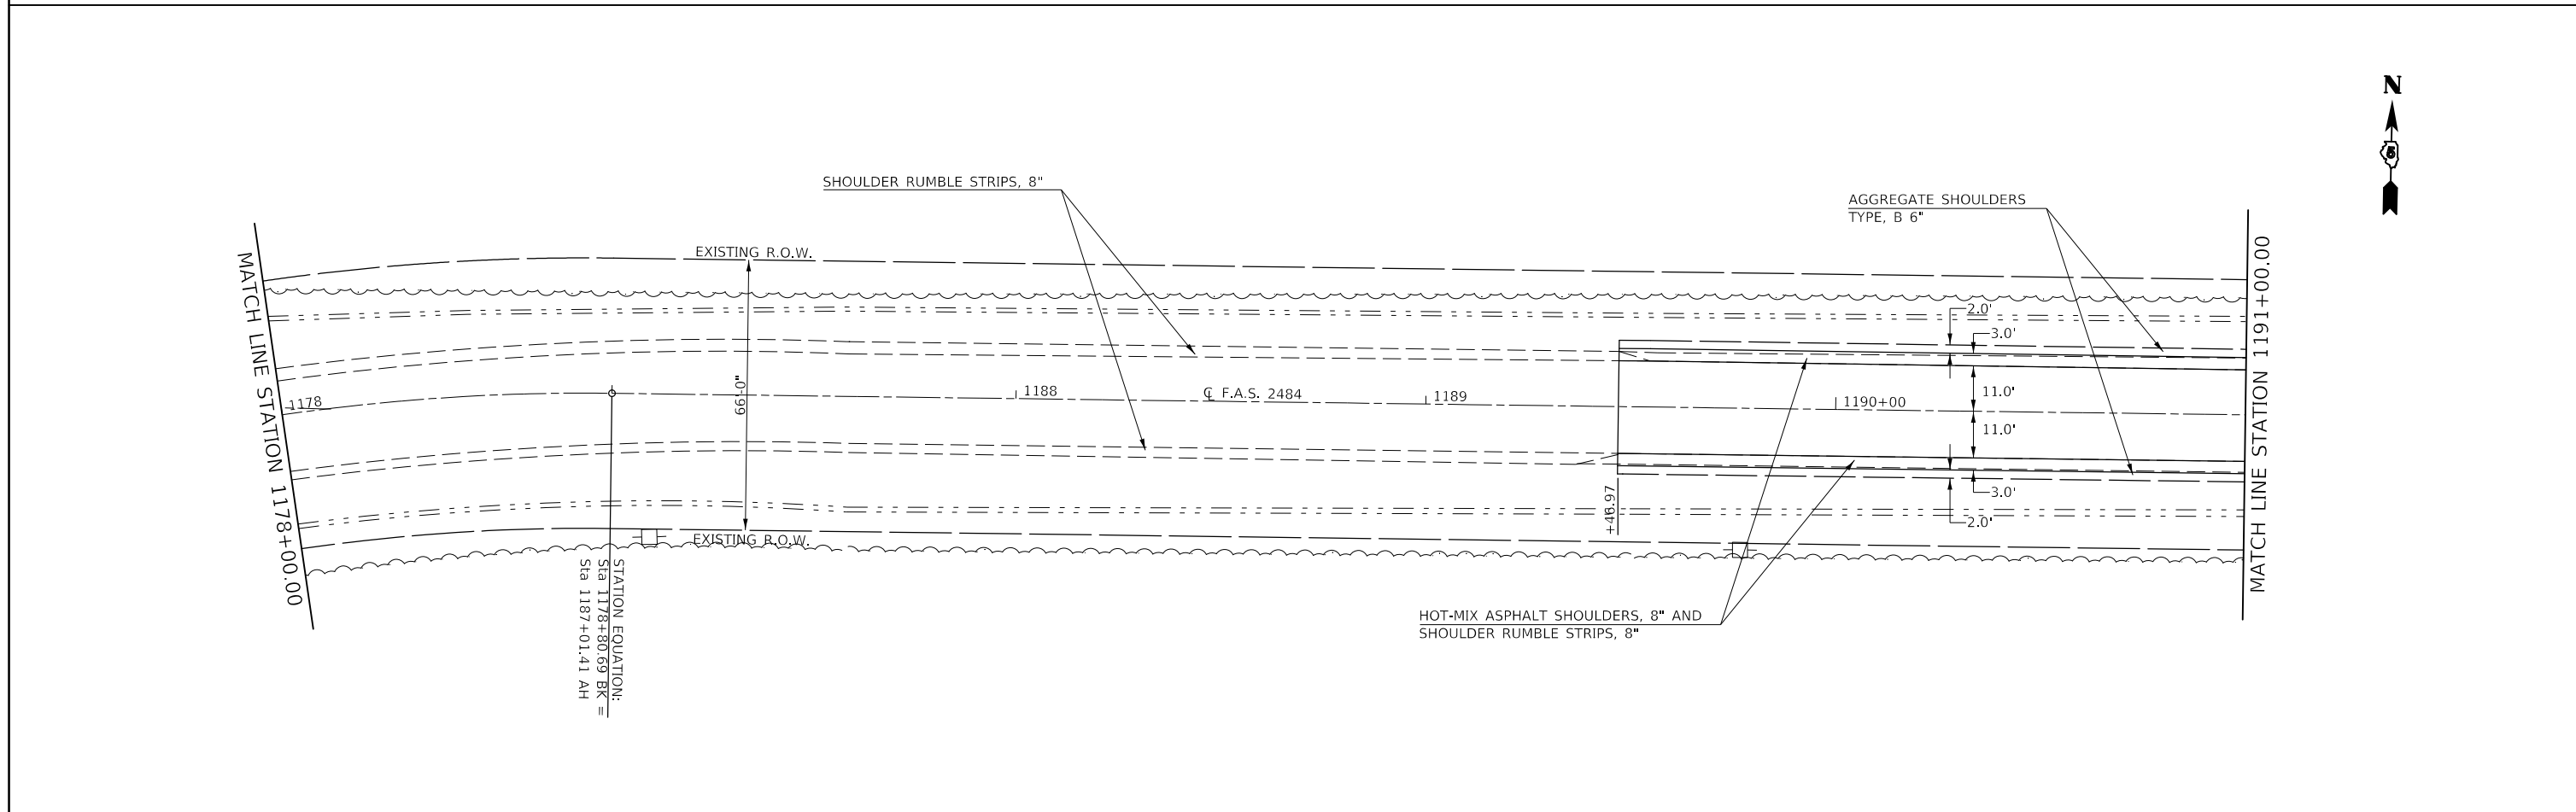 N
5
SHOULDER RUMBLE STRIPS, 8"
AGGREGATE SHOULDERS
TYPE, B 6"
EXISTING R.O.W.
MATCH LINE STATION 1178+00.00
MATCH LINE STATION 1191+00.00
2.0'
3.0'
66'-0"
1178
1188
℄ F.A.S. 2484
1189
1190+00
11.0'
11.0'
+46.97
3.0'
2.0'
EXISTING R.O.W.
STATION EQUATION:
Sta 1178+80.69 BK =
Sta 1187+01.41 AH
HOT-MIX ASPHALT SHOULDERS, 8" AND
SHOULDER RUMBLE STRIPS, 8"